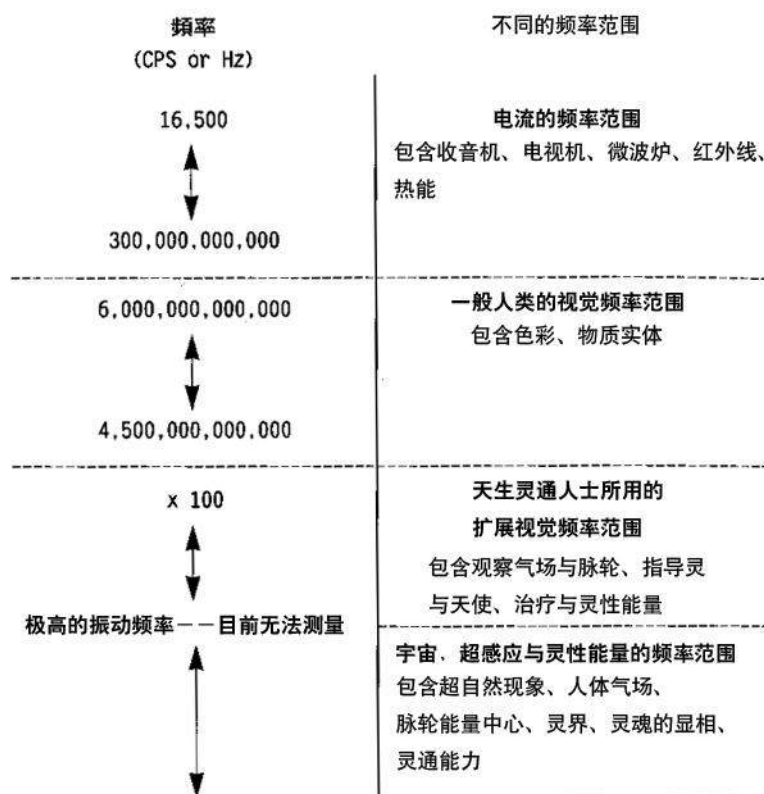 頻率
(CPS or Hz)
不同的频率范围
16,500
300,000,000,000
电流的频率范围
包含收音机、电视机、微波炉、红外线、
热能
6,000,000,000,000
4,500,000,000,000
一般人类的视觉频率范围
包含色彩、物质实体
x 100
极高的振动频率——目前无法测量
天生灵通人士所用的
扩展视觉频率范围
包含观察气场与脉轮、指导灵
与天使、治疗与灵性能量
宇宙、超感应与灵性能量的频率范围
包含超自然现象、人体气场、
脉轮能量中心、灵界、灵魂的显相、
灵通能力